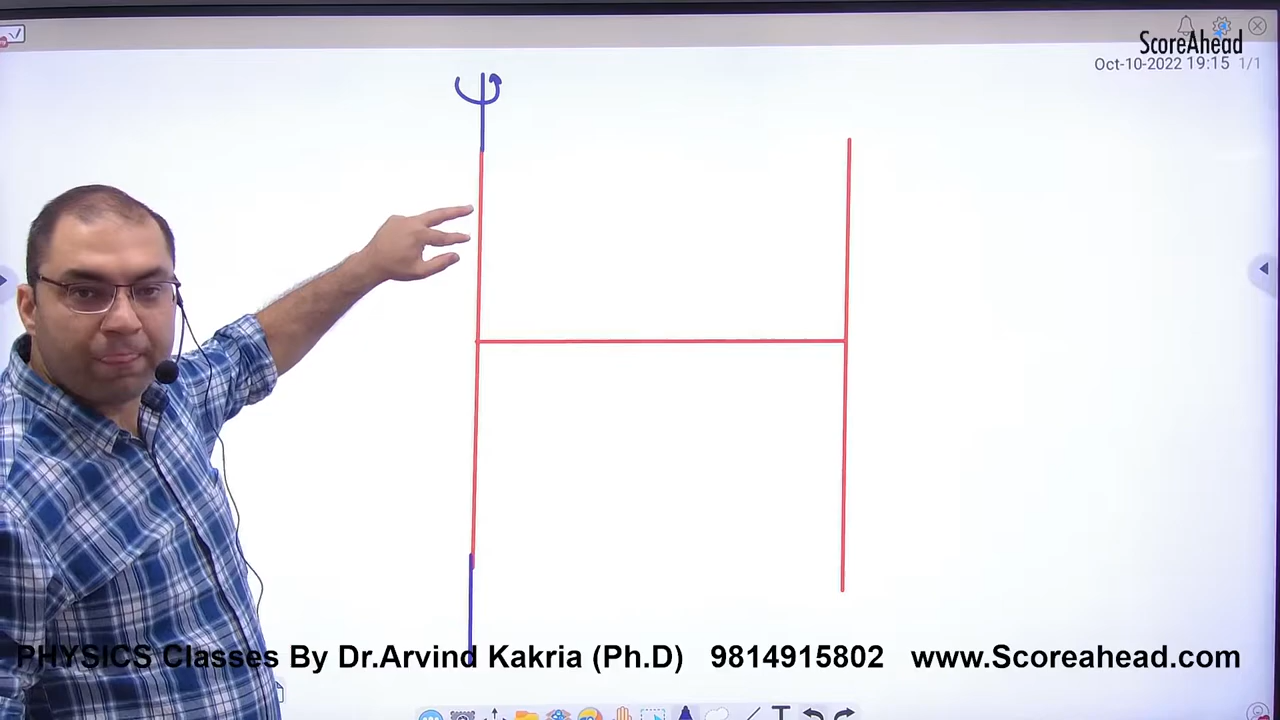 ScoreAhead
Oct-10-2022 19:15 1/1
PHYSICS Classes By Dr.Arvind Kakria (Ph.D) 9814915802 www.Scoreahead.com